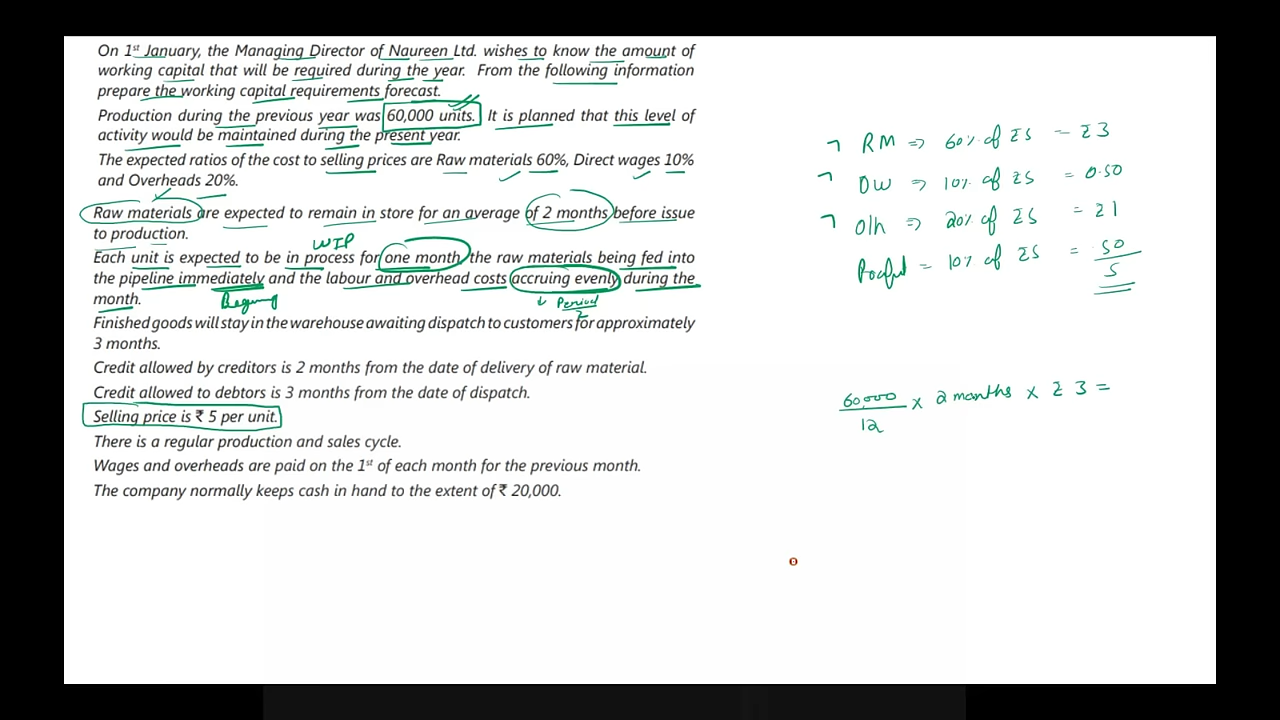 On 1st January, the Managing Director of Naureen Ltd. wishes to know the amount of
working capital that will be required during the year. From the following information
prepare the working capital requirements forecast.
Production during the previous year was 60,000 units. It is planned that this level of
activity would be maintained during the present year.
The expected ratios of the cost to selling prices are Raw materials 60%, Direct wages 10%
and Overheads 20%.
Raw materials are expected to remain in store for an average of 2 months before issue
to production.
WIP
Each unit is expected to be in process for one month, the raw materials being fed into
the pipeline immediately and the labour and overhead costs accruing evenly during the
month.
↓ Period
2
Finished goods will stay in the warehouse awaiting dispatch to customers for approximately
3 months.
Credit allowed by creditors is 2 months from the date of delivery of raw material.
Credit allowed to debtors is 3 months from the date of dispatch.
Selling price is ₹ 5 per unit.
There is a regular production and sales cycle.
Wages and overheads are paid on the 1st of each month for the previous month.
The company normally keeps cash in hand to the extent of ₹ 20,000.
RM ⇒ 60% of ₹5 = ₹3
DW ⇒ 10% of ₹5 = 0.50
O/h ⇒ 20% of ₹5 = ₹1
= 10% of ₹5 = .50
5
60,000 × 2 months × ₹ 3 =
12